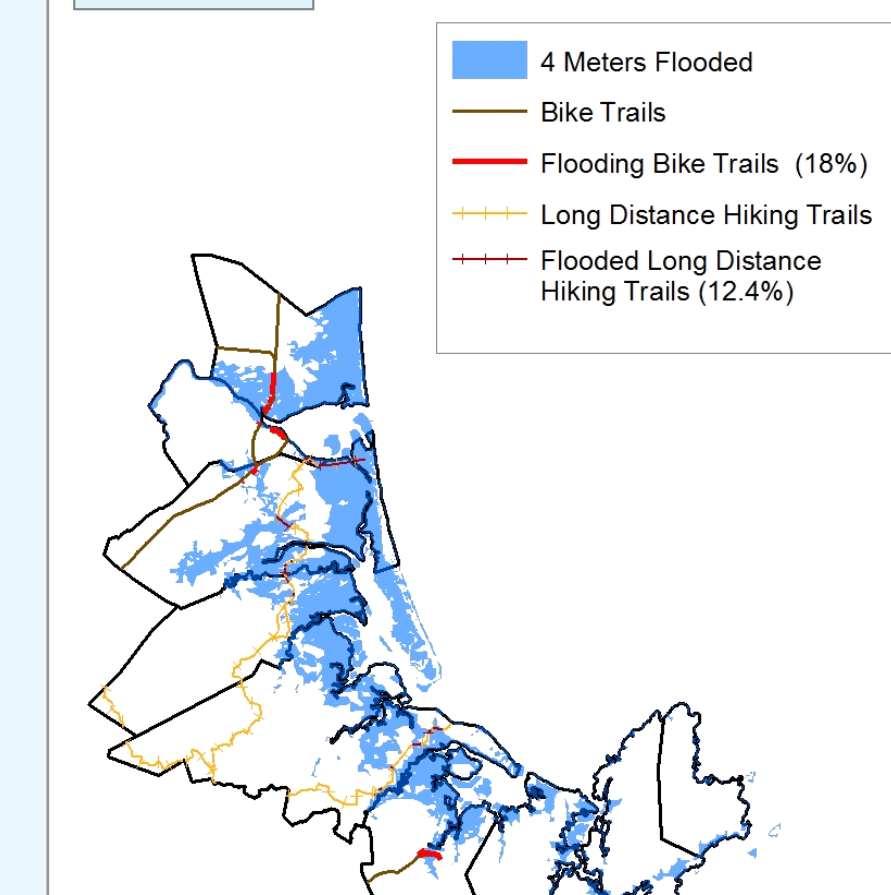 4 Meters Flooded
Bike Trails
Flooding Bike Trails (18%)
Long Distance Hiking Trails
Flooded Long Distance
Hiking Trails (12.4%)